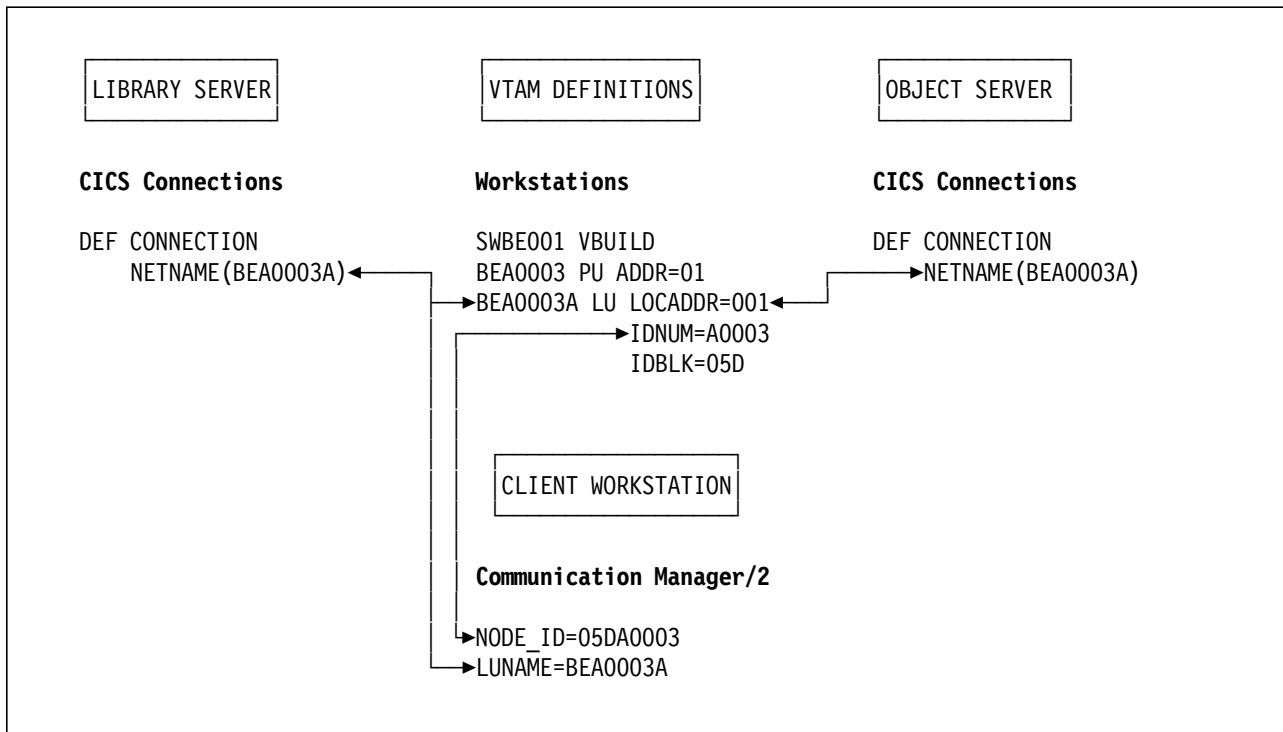 LIBRARY SERVER
VTAM DEFINITIONS
OBJECT SERVER
CICS Connections
Workstations
CICS Connections
DEF CONNECTION
SWBE001 VBUILD
DEF CONNECTION
NETNAME(BEA0003A)
BEA0003 PU ADDR=01
NETNAME(BEA0003A)
BEA0003A LU LOCADDR=001
IDNUM=A0003
IDBLK=05D
CLIENT WORKSTATION
Communication Manager/2
NODE_ID=05DA0003
LUNAME=BEA0003A